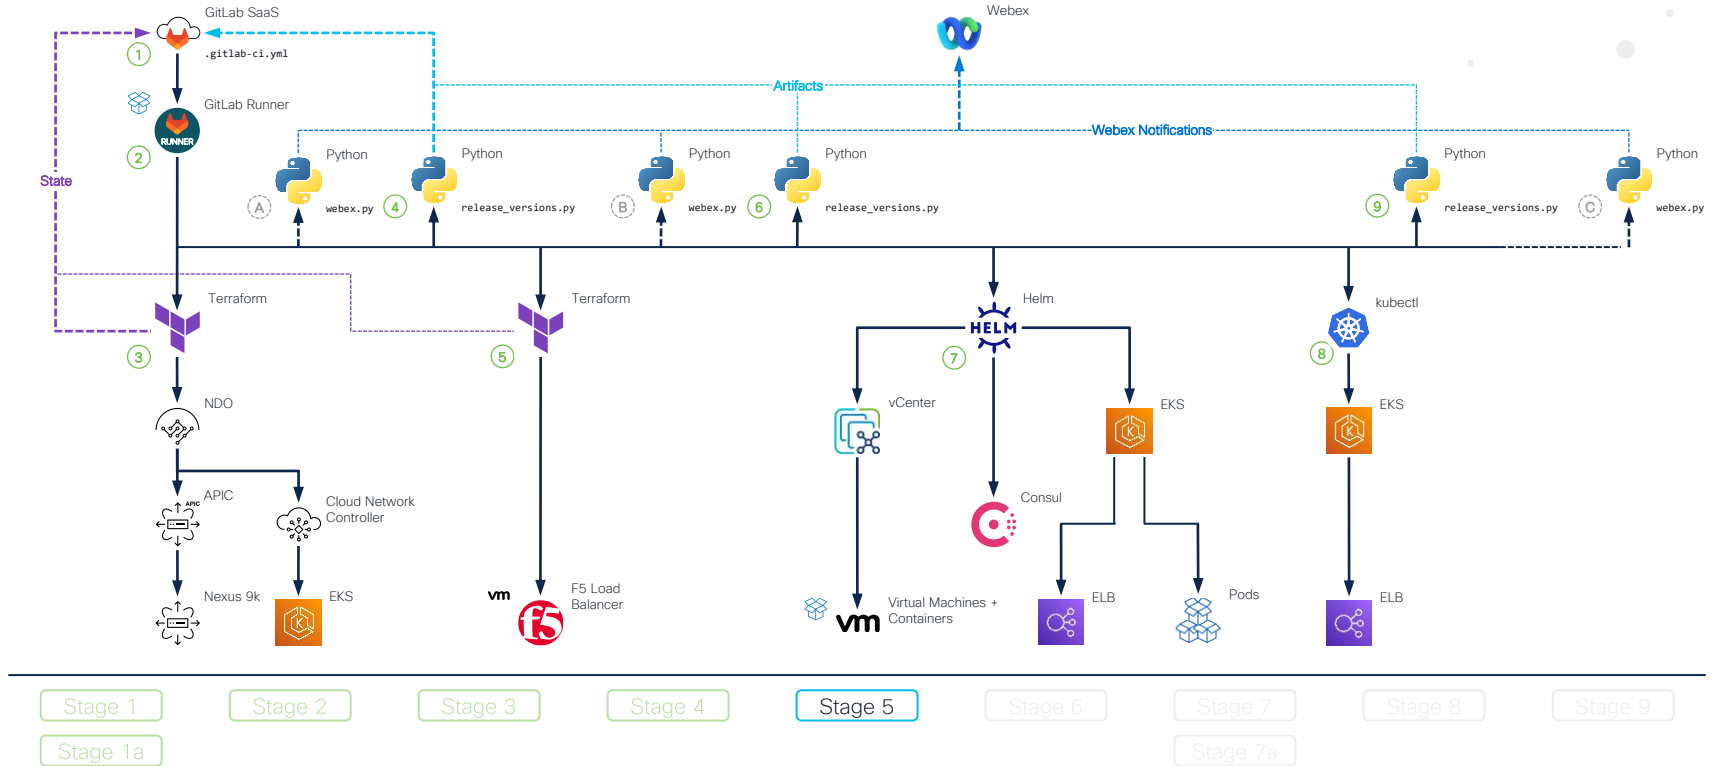 GitLab SaaS
1
.gitlab-ci.yml
Webex
GitLab Runner
RUNNER
2
Artifacts
Webex Notifications
State
Python
A
webex.py
Python
4
release_versions.py
Python
B
webex.py
Python
6
release_versions.py
Python
9
release_versions.py
Python
C
webex.py
Terraform
3
Terraform
5
Helm
HELM
7
kubectl
8
NDO
vCenter
EKS
EKS
APIC
APIC
Cloud Network
Controller
Consul
Nexus 9k
EKS
vm
F5 Load
Balancer
f5
vm
Virtual Machines +
Containers
ELB
Pods
ELB
Stage 1
Stage 2
Stage 3
Stage 4
Stage 5
Stage 6
Stage 7
Stage 8
Stage 9
Stage 1a
Stage 7a